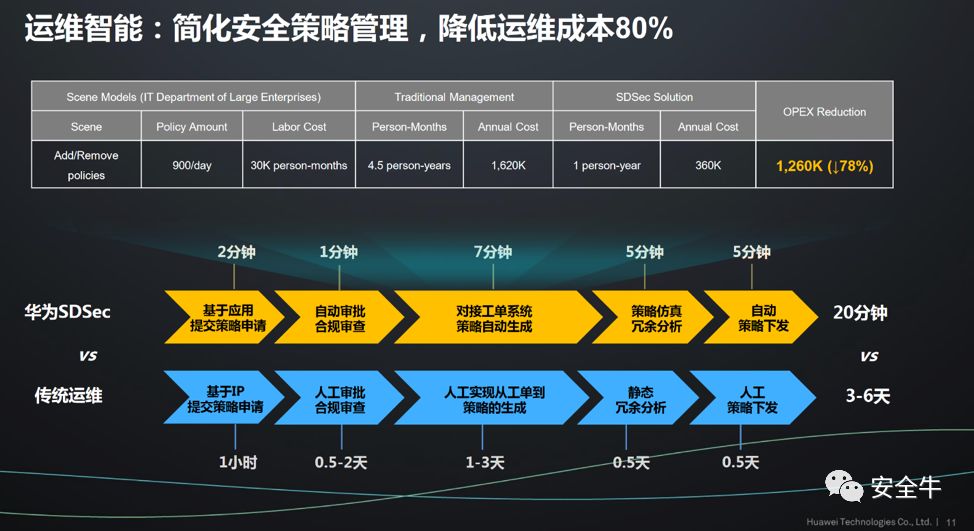 运维智能：简化安全策略管理，降低运维成本80%
Scene Models (IT Department of Large Enterprises)
Traditional Management
SDSec Solution
OPEX Reduction
Scene
Policy Amount
Labor Cost
Person-Months
Annual Cost
Person-Months
Annual Cost
Add/Remove
policies
900/day
30K person-months
4.5 person-years
1,620K
1 person-year
360K
1,260K (↓78%)
2分钟
1分钟
7分钟
5分钟
5分钟
华为SDSec
基于应用
提交策略申请
自动审批
合规审查
对接工单系统
策略自动生成
策略仿真
冗余分析
自动
策略下发
20分钟
vs
vs
传统运维
基于IP
提交策略申请
人工审批
合规审查
人工实现从工单到
策略的生成
静态
冗余分析
人工
策略下发
3-6天
1小时
0.5-2天
1-3天
0.5天
0.5天
安全牛
Huawei Technologies Co., Ltd. | 11